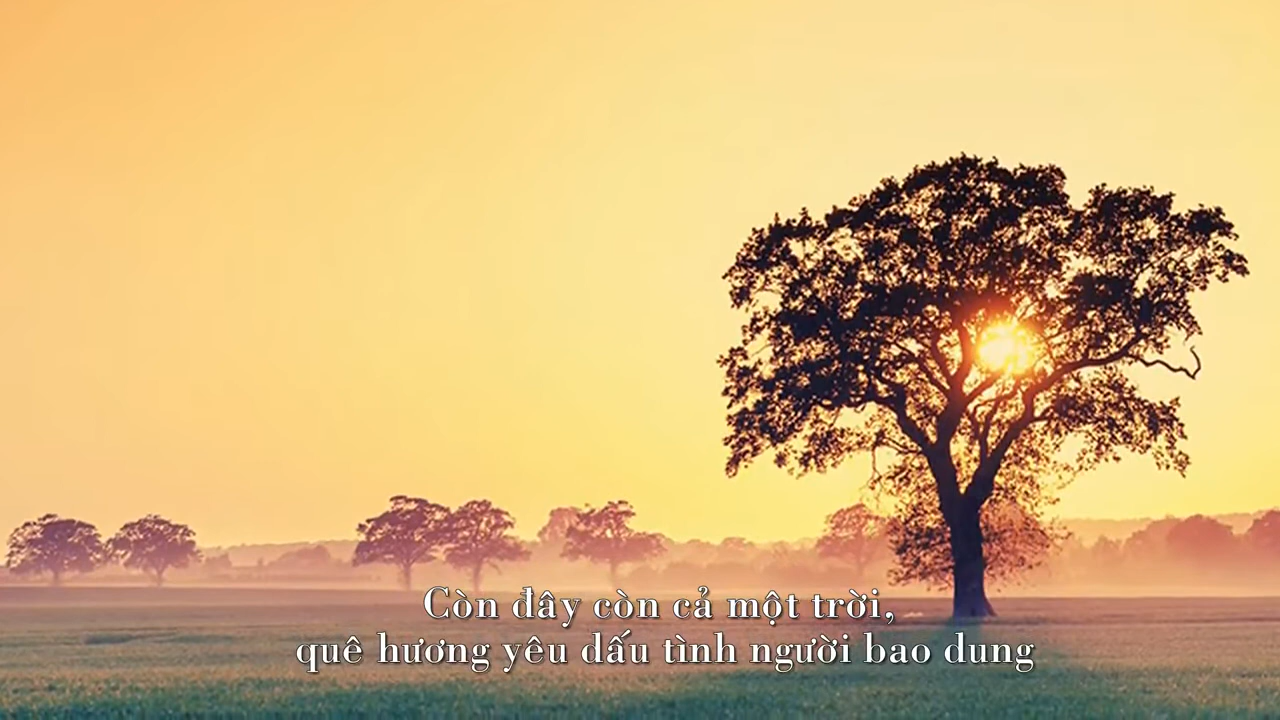 Còn đây còn cả một trời,
quê hương yêu dấu tình người bao dung